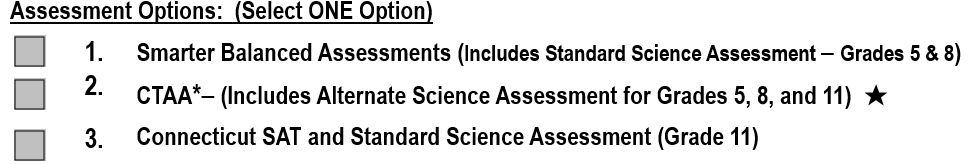 Assessment Options: (Select ONE Option)
1. Smarter Balanced Assessments (Includes Standard Science Assessment – Grades 5 & 8)
2. CTAA*– (Includes Alternate Science Assessment for Grades 5, 8, and 11) ★
3. Connecticut SAT and Standard Science Assessment (Grade 11)